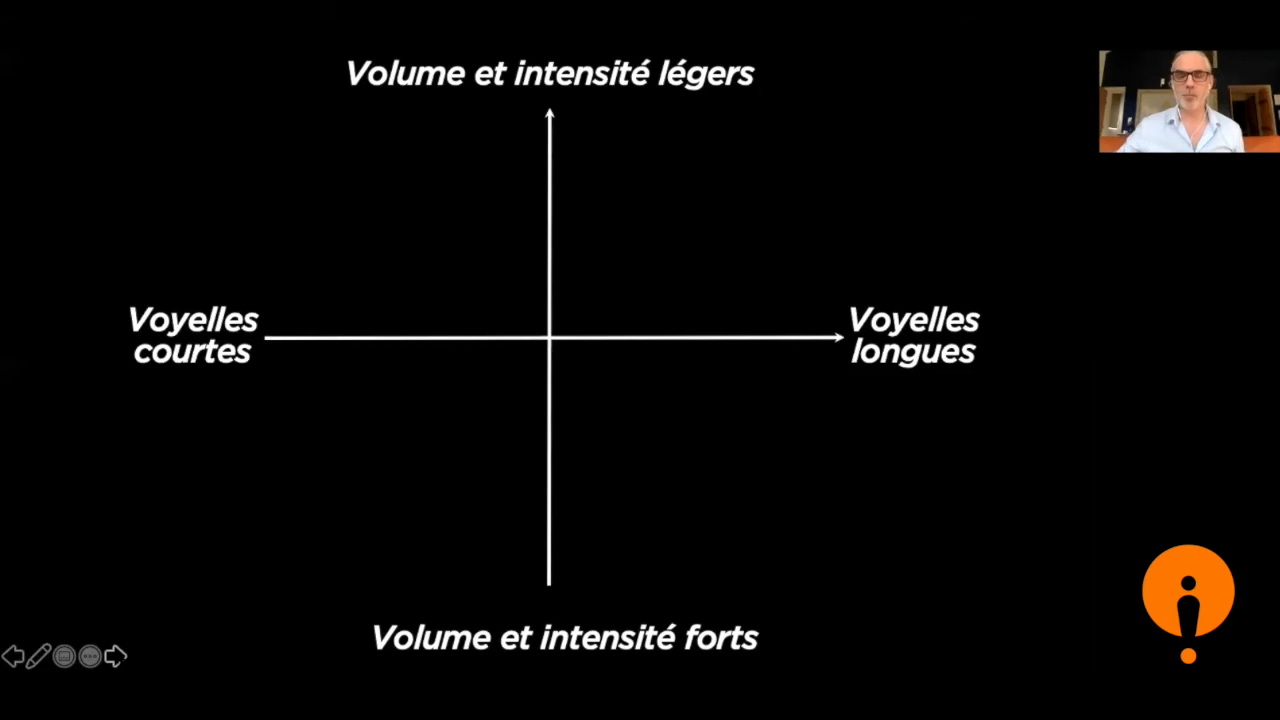 Volume et intensité légers
Voyelles
courtes
Voyelles
longues
Volume et intensité forts